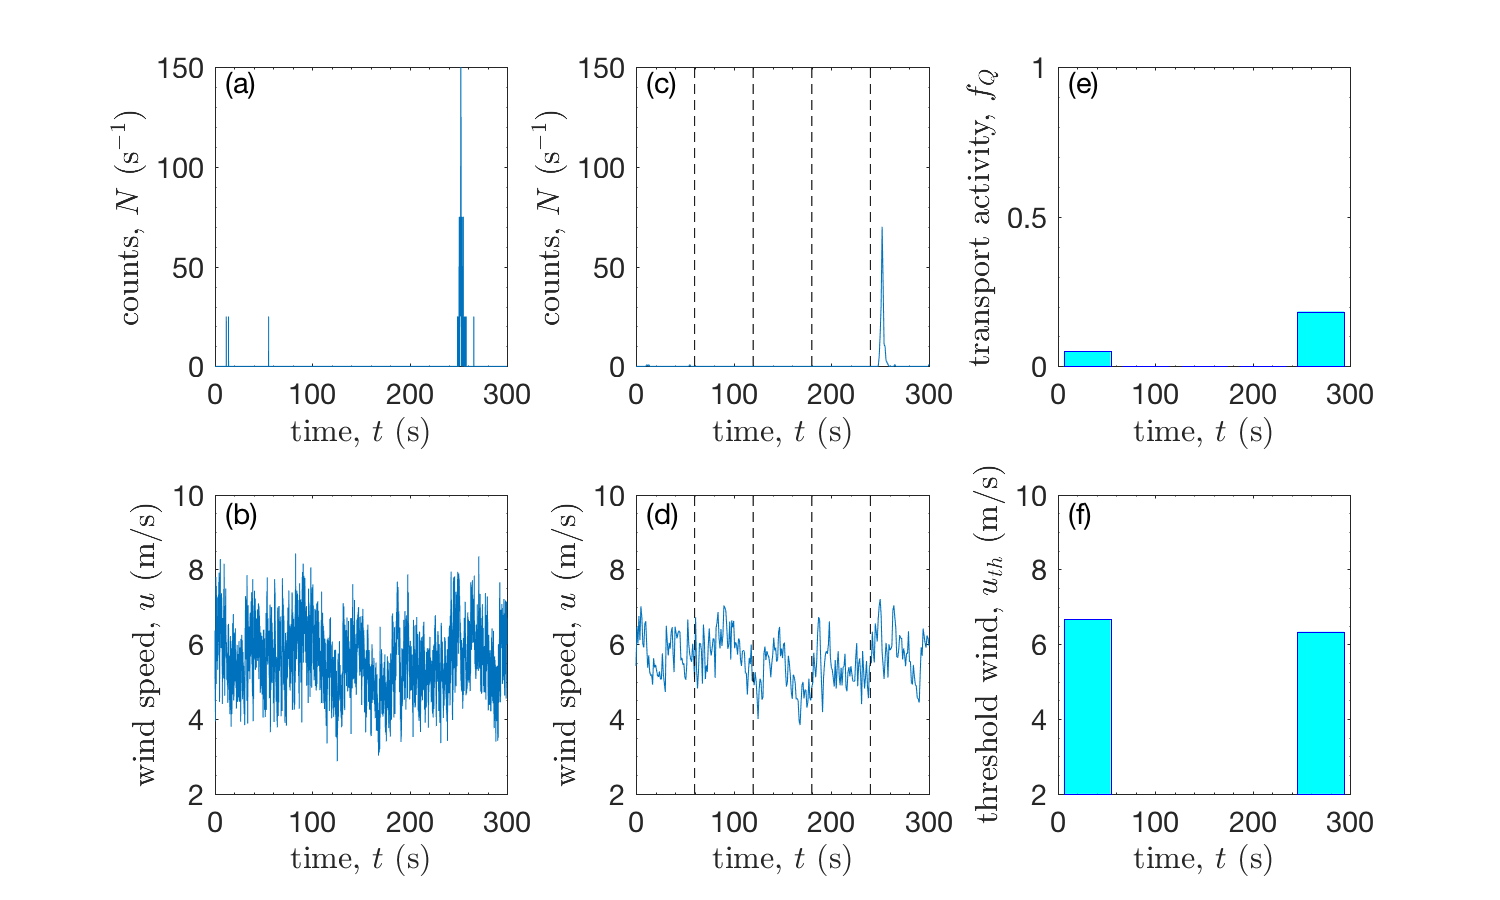 (a)
150
100
50
0
0 100 200 300
counts, N (s⁻¹)
time, t (s)
(c)
150
100
50
0
0 100 200 300
counts, N (s⁻¹)
time, t (s)
(e)
1
0.5
0
0 100 200 300
transport activity, f_Q
time, t (s)
(b)
10
8
6
4
2
0 100 200 300
wind speed, u (m/s)
time, t (s)
(d)
10
8
6
4
2
0 100 200 300
wind speed, u (m/s)
time, t (s)
(f)
10
8
6
4
2
0 100 200 300
threshold wind, u_th (m/s)
time, t (s)